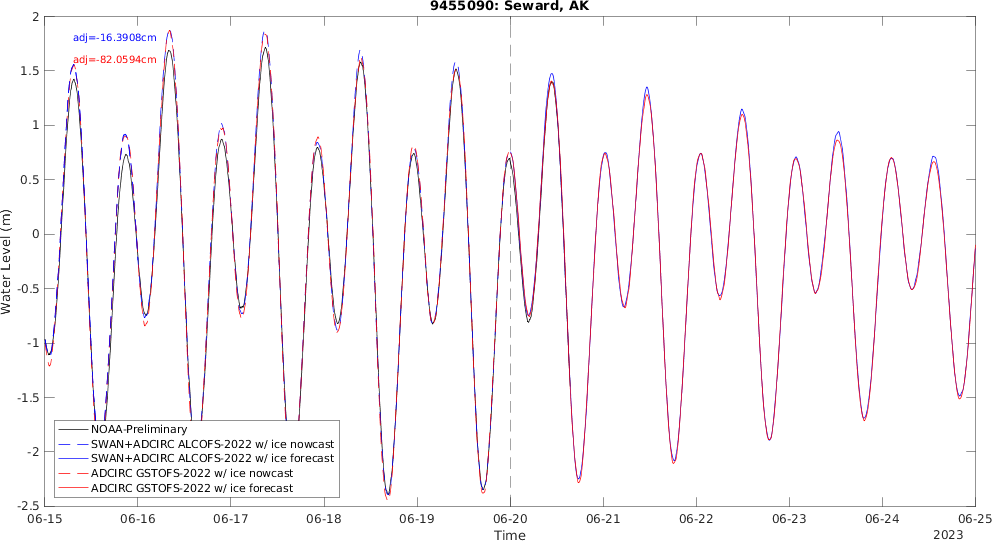 9455090: Seward, AK
adj=-16.3908cm
adj=-82.0594cm
Water Level (m)
2
1.5
1
0.5
0
-0.5
-1
-1.5
-2
-2.5
NOAA-Preliminary
SWAN+ADCIRC ALCOFS-2022 w/ ice nowcast
SWAN+ADCIRC ALCOFS-2022 w/ ice forecast
ADCIRC GSTOFS-2022 w/ ice nowcast
ADCIRC GSTOFS-2022 w/ ice forecast
06-15 06-16 06-17 06-18 06-19 06-20 06-21 06-22 06-23 06-24 06-25
Time
2023